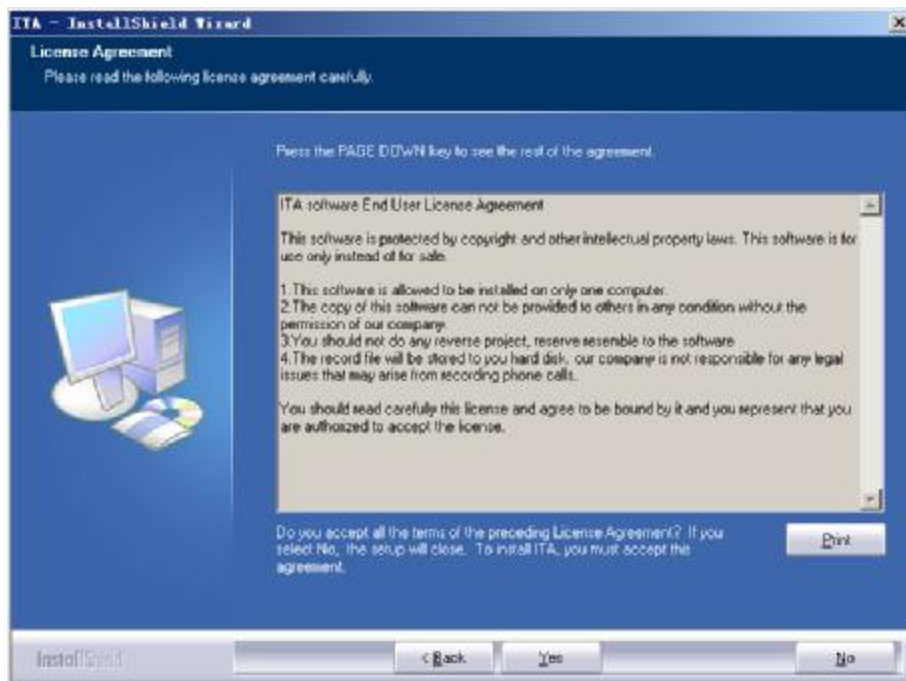 ITA - InstallShield Wizard
License Agreement
Please read the following license agreement carefully.
Press the PAGE DOWN key to see the rest of the agreement.
ITA software End User License Agreement
This software is protected by copyright and other intellectual property laws. This software is for
use only instead of for sale.
1.This software is allowed to be installed on only one computer.
2.The copy of this software can not be provided to others in any condition without the
permission of our company.
3.You should not do any reverse project, reserve resemble to the software
4.The record file will be stored to you hard disk, our company is not responsible for any legal
issues that may arise from recording phone calls.
You should read carefully this license and agree to be bound by it and you represent that you
are authorized to accept the license.
Do you accept all the terms of the preceding License Agreement? If you
select No, the setup will close. To install ITA, you must accept this
agreement.
Print
InstallShield
< Back
Yes
No